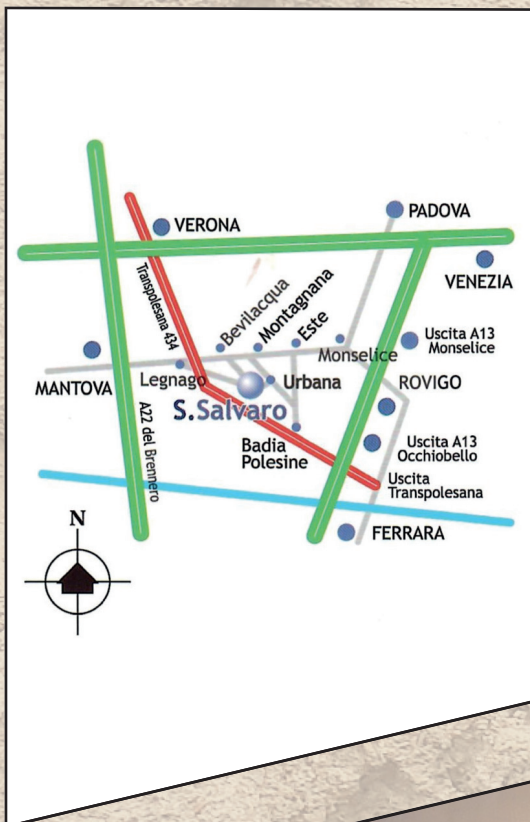 PADOVA
VERONA
VENEZIA
Transpolesana 434
Bevilacqua
Montagnana
Este
Uscita A13
Monselice
Monselice
MANTOVA
Legnago
Urbana
ROVIGO
S.Salvaro
A22 del Brennero
Badia
Polesine
Uscita A13
Occhiobello
Uscita
Transpolesana
N
FERRARA